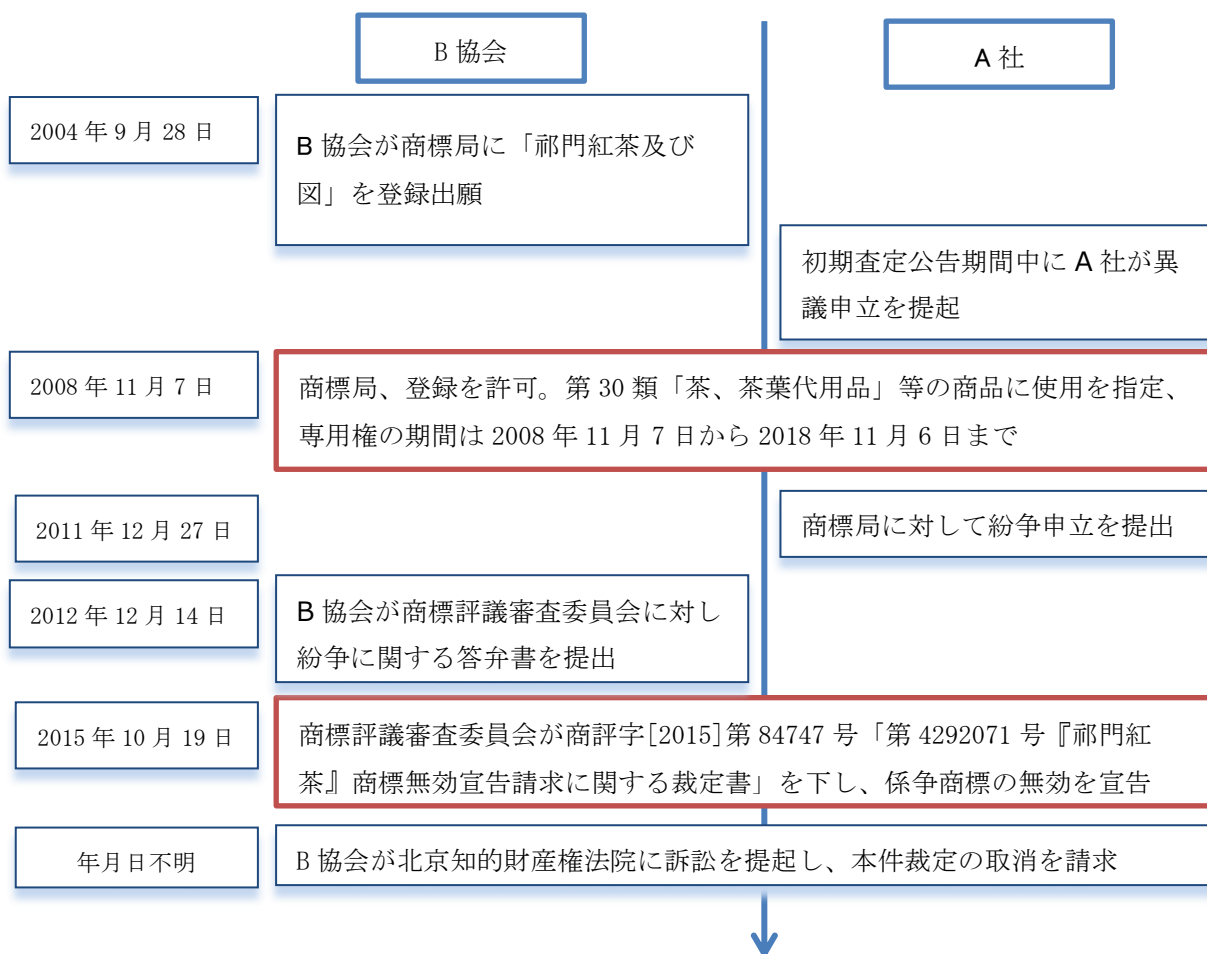 B 協会
A 社
2004 年 9 月 28 日
B 協会が商標局に「祁門紅茶及び
図」を登録出願
初期査定公告期間中に A 社が異
議申立を提起
2008 年 11 月 7 日
商標局、登録を許可。第 30 類「茶、茶葉代用品」等の商品に使用を指定、
専用権の期間は 2008 年 11 月 7 日から 2018 年 11 月 6 日まで
2011 年 12 月 27 日
商標局に対して紛争申立を提出
2012 年 12 月 14 日
B 協会が商標評議審査委員会に対し
紛争に関する答弁書を提出
2015 年 10 月 19 日
商標評議審査委員会が商評字[2015]第 84747 号「第 4292071 号『祁門紅
茶』商標無効宣告請求に関する裁定書」を下し、係争商標の無効を宣告
年月日不明
B 協会が北京知的財産権法院に訴訟を提起し、本件裁定の取消を請求